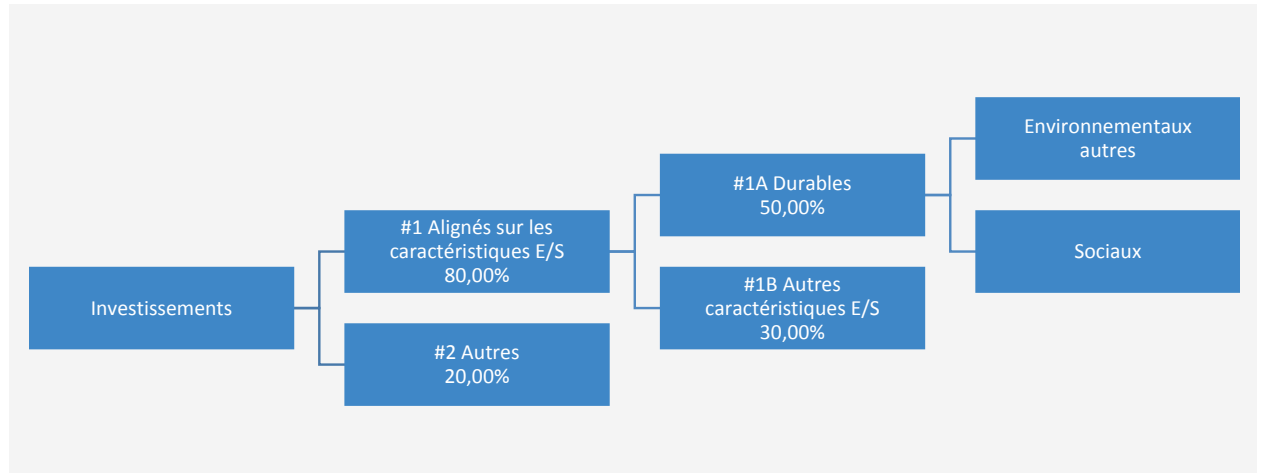 Investissements
#1 Alignés sur les
caractéristiques E/S
80,00%
#2 Autres
20,00%
#1A Durables
50,00%
#1B Autres
caractéristiques E/S
30,00%
Environnementaux
autres
Sociaux